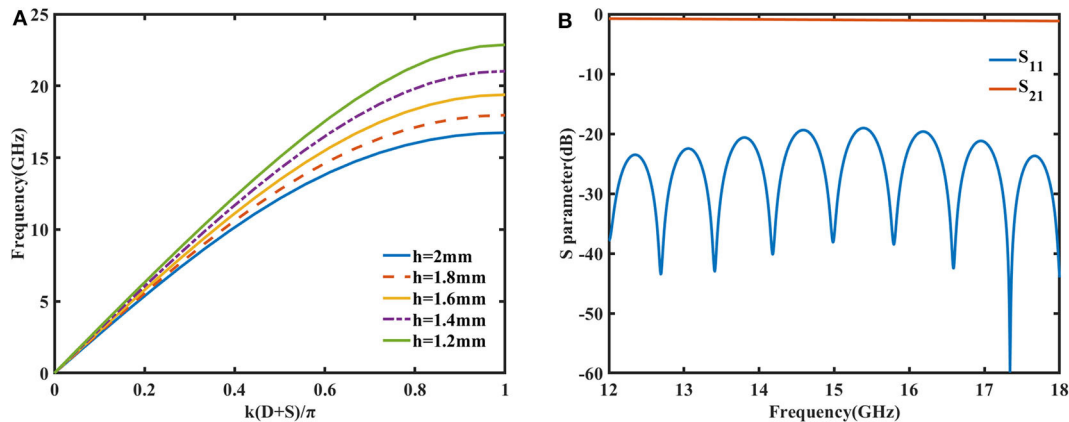 A
25
20
15
10
5
0
Frequency(GHz)
h=2mm
h=1.8mm
h=1.6mm
h=1.4mm
h=1.2mm
0 0.2 0.4 0.6 0.8 1
k(D+S)/π
B
0
-10
-20
-30
-40
-50
-60
S parameter(dB)
S11
S21
12 13 14 15 16 17 18
Frequency(GHz)